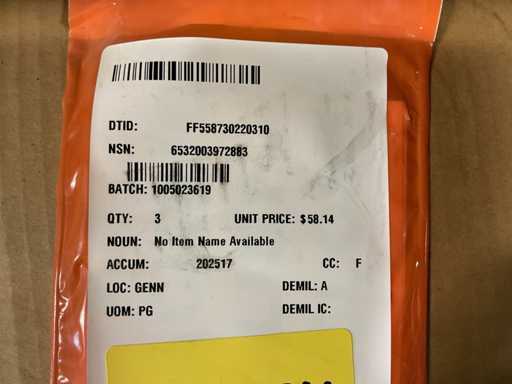 DTID: FF558730220310
NSN: 6532003972883
BATCH: 1005023619
QTY: 3 UNIT PRICE: $58.14
NOUN: No Item Name Available
ACCUM: 202517 CC: F
LOC: GENN DEMIL: A
UOM: PG DEMIL IC: